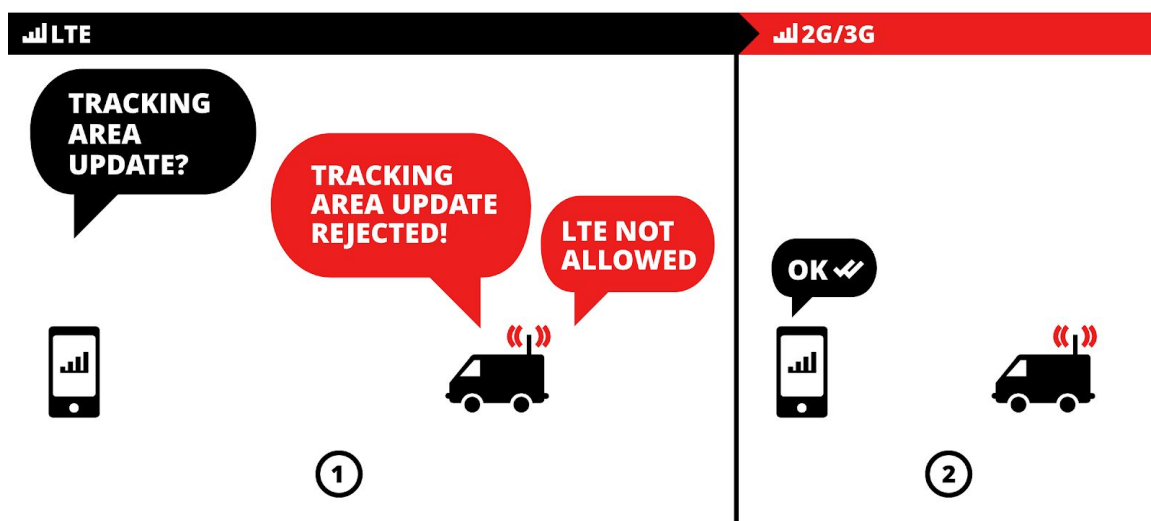 LTE
2G/3G
TRACKING
AREA
UPDATE?
TRACKING
AREA UPDATE
REJECTED!
LTE NOT
ALLOWED
OK
1
2